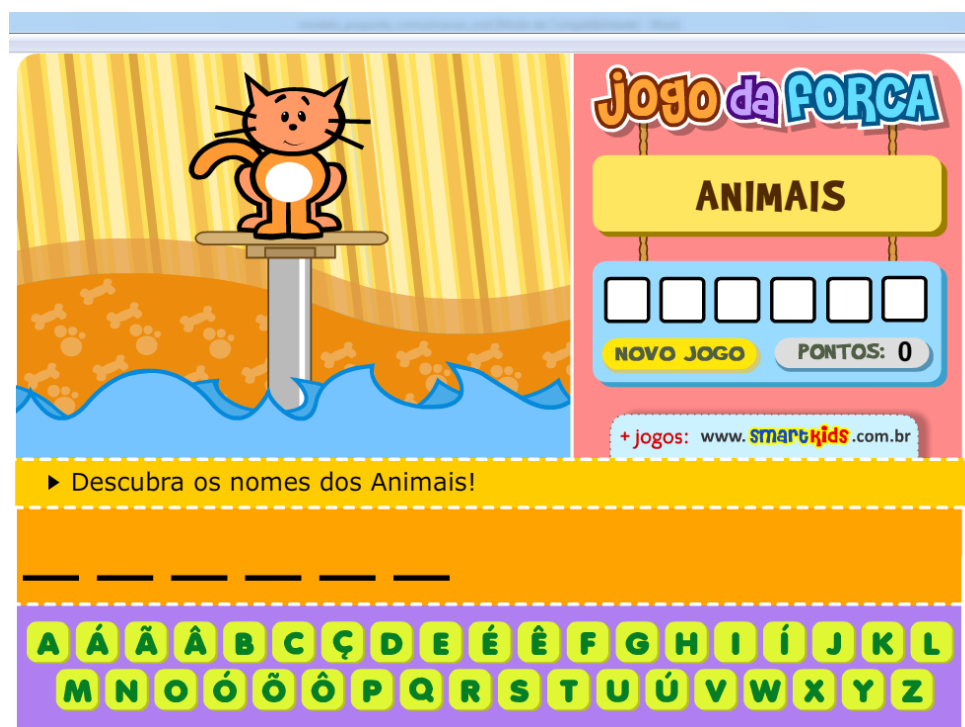 JOGO da FORCA
ANIMAIS
NOVO JOGO PONTOS: 0
+ jogos: www.smartkids.com.br
Descubra os nomes dos Animais!
A Á Ã Â B C Ç D E É Ê F G H I Í J K L
M N O Ó Õ Ô P Q R S T U Ú V W X Y Z